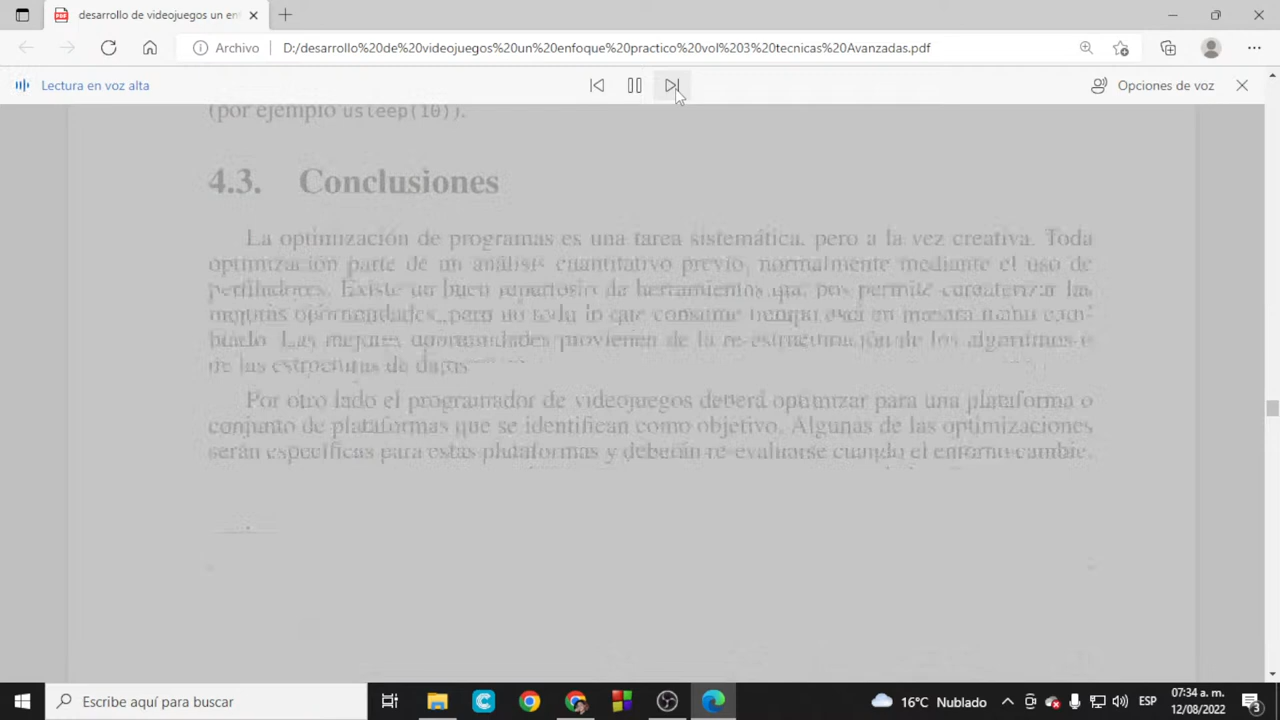 desarrollo de videojuegos un en
Archivo
D:/desarrollo%20de%20videojuegos%20un%20enfoque%20practico%20vol%203%20tecnicas%20Avanzadas.pdf
Lectura en voz alta
Opciones de voz
(por ejemplo usleep(10)).
4.3. Conclusiones
La optimización de programas es una tarea sistemática, pero a la vez creativa. Toda
optimización parte de un análisis cuantitativo previo, normalmente mediante el uso de
perfiladores. Existe un buen repertorio de herramientas que nos permite caracterizar las
mejores oportunidades, pero no todo lo que consume tiempo está en nuestra mano
Las mejores oportunidades provienen de la re-estructuración de los algoritmos o
de las estructuras de datos
Por otro lado el programador de videojuegos deberá optimizar para una plataforma o
conjunto de plataformas que se identifican como objetivo. Algunas de las optimizaciones
serán específicas para estas plataformas y deberán re-evaluarse cuando el entorno cambie.
Escribe aquí para buscar
16°C Nublado
ESP
07:34 a. m.
12/08/2022
3